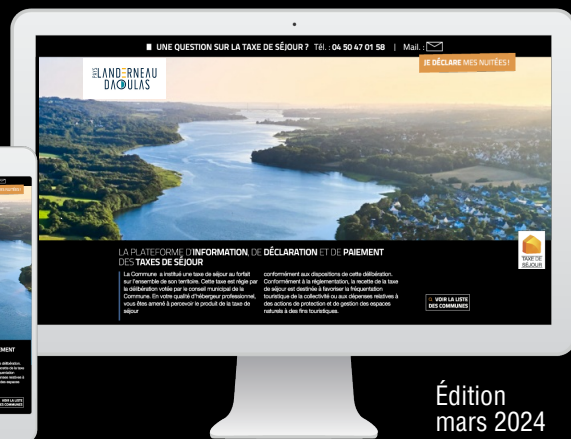 UNE QUESTION SUR LA TAXE DE SÉJOUR ? Tél. : 04 50 47 01 58 | Mail. :
JE DÉCLARE MES NUITÉES !
PAYS
LANDERNEAU
DAOULAS
LA PLATEFORME D'INFORMATION, DE DÉCLARATION ET DE PAIEMENT
DES TAXES DE SÉJOUR
La Commune a institué une taxe de séjour au forfait
sur l'ensemble de son territoire. Cette taxe est régie par
la délibération votée par le conseil municipal de la
Commune. En votre qualité d'hébergeur professionnel,
vous êtes amené à percevoir le produit de la taxe de
séjour
conformément aux dispositions de cette délibération.
Conformément à la réglementation, la recette de la taxe
de séjour est destinée à favoriser la fréquentation
touristique de la collectivité ou aux dépenses relatives à
des actions de protection et de gestion des espaces
naturels à des fins touristiques.
TAXE DE
SÉJOUR
VOIR LA LISTE
DES COMMUNES
VOIR LA LISTE
DES COMMUNES
Édition
mars 2024